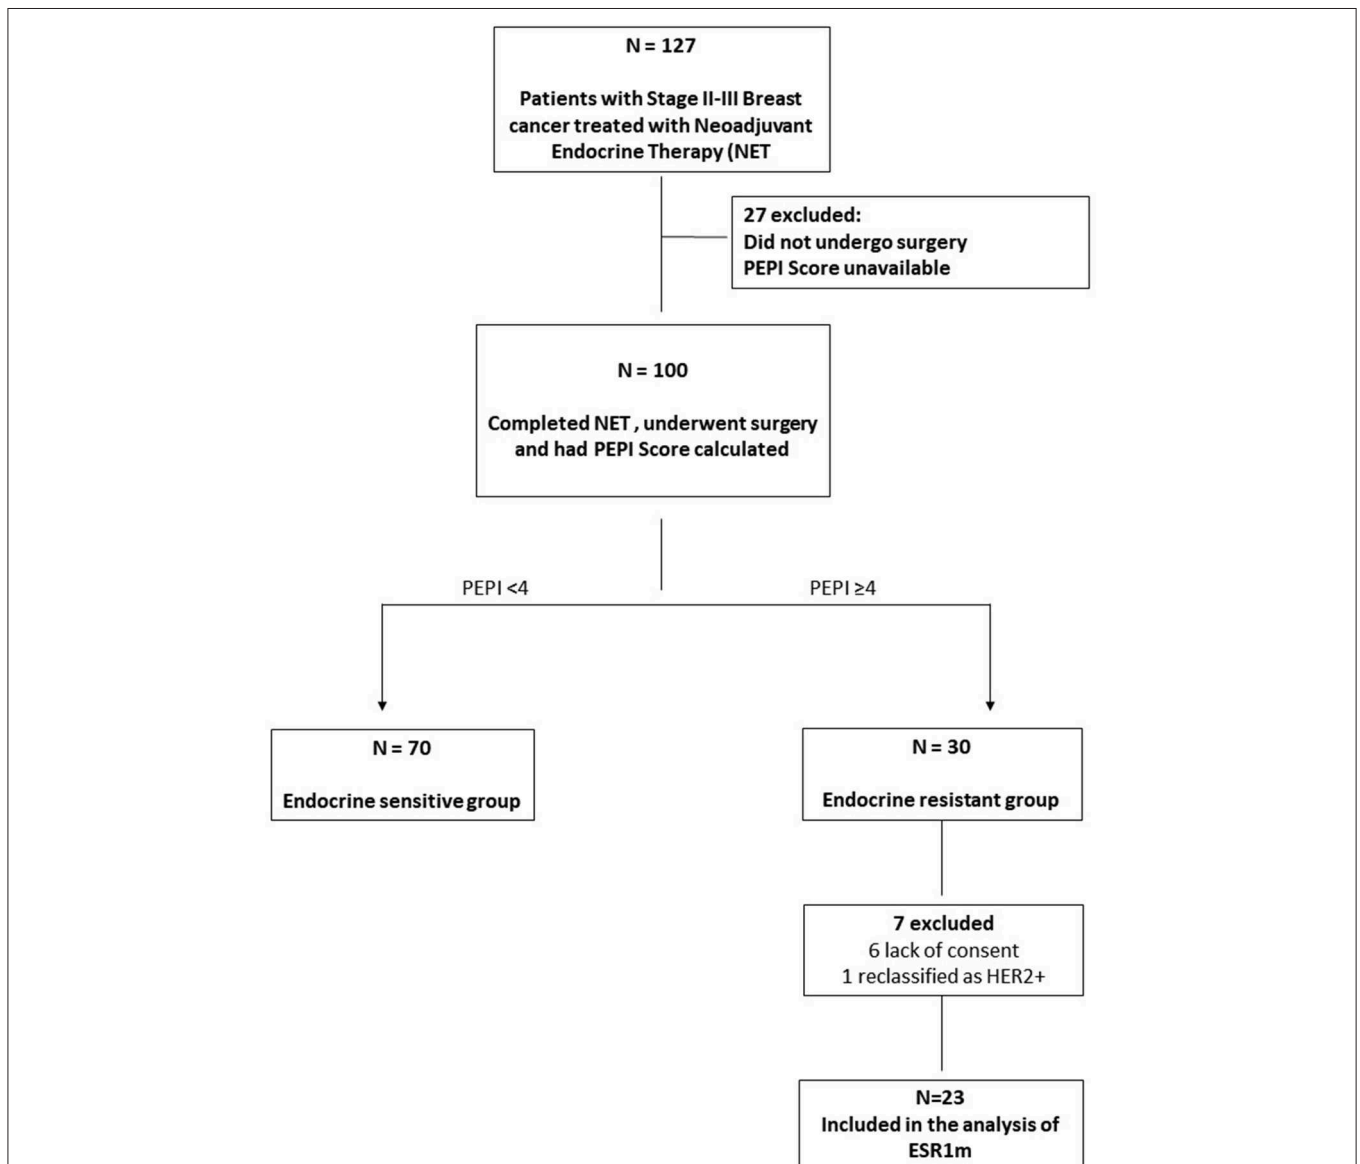 N = 127
Patients with Stage II-III Breast
cancer treated with Neoadjuvant
Endocrine Therapy (NET
27 excluded:
Did not undergo surgery
PEPI Score unavailable
N = 100
Completed NET , underwent surgery
and had PEPI Score calculated
PEPI <4
PEPI ≥4
N = 70
Endocrine sensitive group
N = 30
Endocrine resistant group
7 excluded
6 lack of consent
1 reclassified as HER2+
N=23
Included in the analysis of
ESR1m